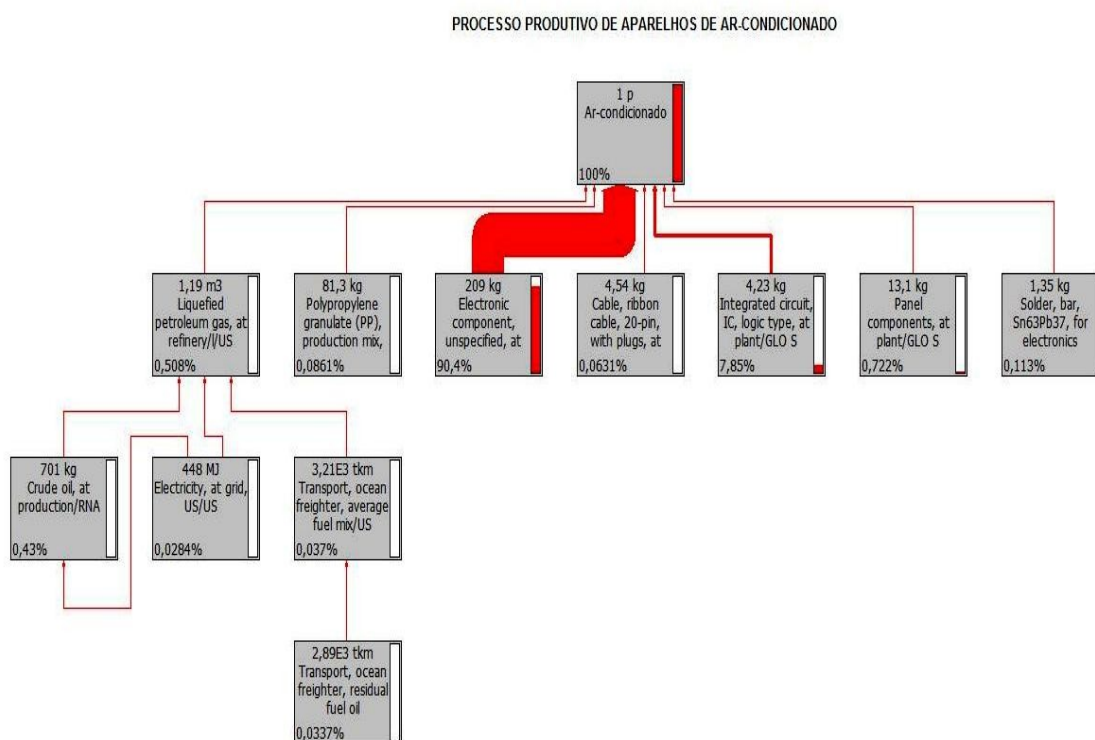 PROCESSO PRODUTIVO DE APARELHOS DE AR-CONDICIONADO
1 p
Ar-condicionado
100%
1,19 m3
Liquefied
petroleum gas, at
refinery/l/US
0,508%
81,3 kg
Polypropylene
granulate (PP),
production mix,
0,0861%
209 kg
Electronic
component,
unspecified, at
90,4%
4,54 kg
Cable, ribbon
cable, 20-pin,
with plugs, at
0,0631%
4,23 kg
Integrated circuit,
IC, logic type, at
plant/GLO S
7,85%
13,1 kg
Panel
components, at
plant/GLO S
0,722%
1,35 kg
Solder, bar,
Sn63Pb37, for
electronics
0,113%
701 kg
Crude oil, at
production/RNA
0,43%
448 MJ
Electricity, at grid,
US/US
0,0284%
3,21E3 tkm
Transport, ocean
freighter, average
fuel mix/US
0,037%
2,89E3 tkm
Transport, ocean
freighter, residual
fuel oil
0,0337%